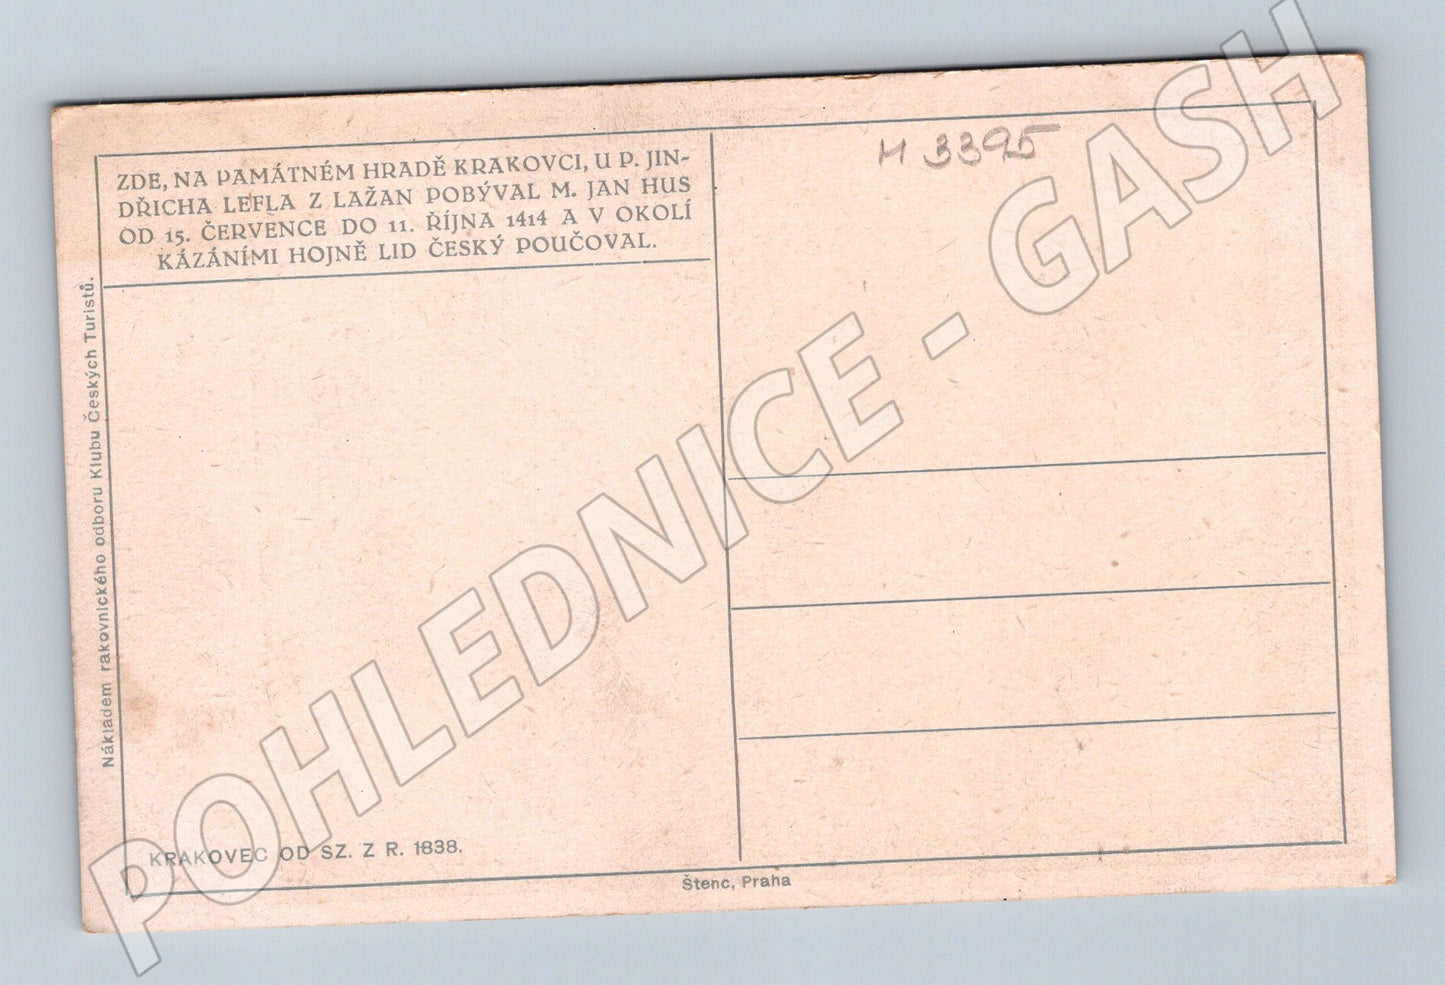 ZDE, NA PAMÁTNÉM HRADĚ KRAKOVCI, U P. JIN-
DŘICHA LEFLA Z LAŽAN POBÝVAL M. JAN HUS
OD 15. ČERVENCE DO 11. ŘÍJNA 1414 A V OKOLÍ
KÁZÁNÍMI HOJNĚ LID ČESKÝ POUČOVAL.
H 3395
Nákladem rakovnického odboru Klubu Českých Turistů.
POHLEDNICE - GASH
KRAKOVEC OD SZ. Z R. 1838.
Štenc, Praha